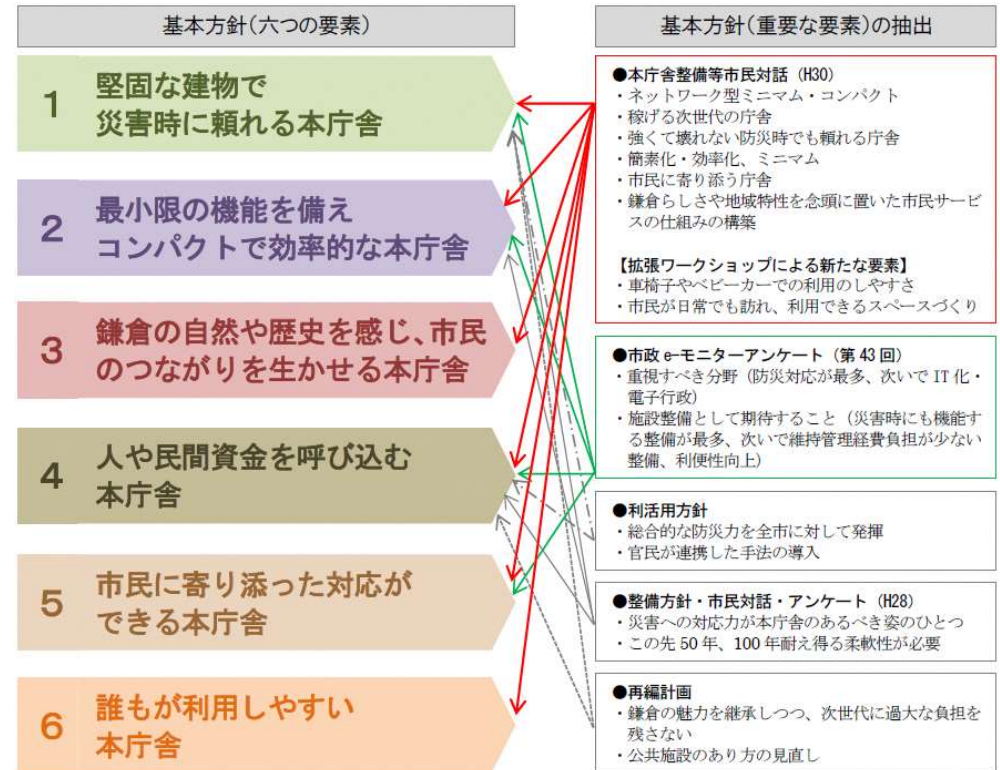 基本方針(六つの要素)
1
堅固な建物で
災害時に頼れる本庁舎
2
最小限の機能を備え
コンパクトで効率的な本庁舎
3
鎌倉の自然や歴史を感じ、市民
のつながりを生かせる本庁舎
4
人や民間資金を呼び込む
本庁舎
5
市民に寄り添った対応が
できる本庁舎
6
誰もが利用しやすい
本庁舎
基本方針(重要な要素)の抽出
●本庁舎整備等市民対話(H30)
・ネットワーク型ミニマム・コンパクト
・稼げる次世代の庁舎
・強くて壊れない防災時でも頼れる庁舎
・簡素化・効率化、ミニマム
・市民に寄り添う庁舎
・鎌倉らしさや地域特性を念頭に置いた市民サービ
スの仕組みの構築
【拡張ワークショップによる新たな要素】
・車椅子やベビーカーでの利用のしやすさ
・市民が日常でも訪れ、利用できるスペースづくり
●市政 e-モニターアンケート(第 43 回)
・重視すべき分野(防災対応が最多、次いで IT 化・
電子行政)
・施設整備として期待すること(災害時にも機能す
る整備が最多、次いで維持管理経費負担が少ない
整備、利便性向上)
●利活用方針
・総合的な防災力を全市に対して発揮
・官民が連携した手法の導入
●整備方針・市民対話・アンケート(H28)
・災害への対応力が本庁舎のあるべき姿のひとつ
・この先 50 年、100 年耐え得る柔軟性が必要
●再編計画
・鎌倉の魅力を継承しつつ、次世代に過大な負担を
残さない
・公共施設のあり方の見直し